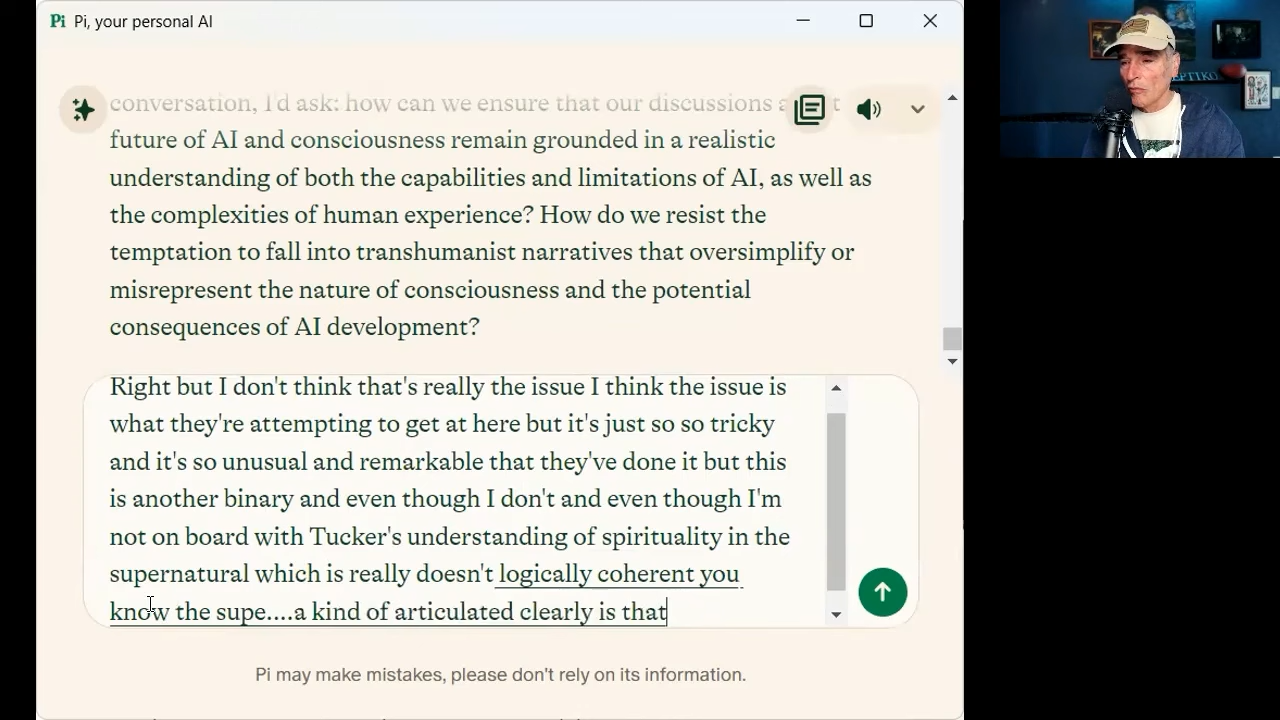 Pi Pi, your personal AI
conversation, I'd ask: how can we ensure that our discussions a t
future of AI and consciousness remain grounded in a realistic
understanding of both the capabilities and limitations of AI, as well as
the complexities of human experience? How do we resist the
temptation to fall into transhumanist narratives that oversimplify or
misrepresent the nature of consciousness and the potential
consequences of AI development?
Right but I don't think that's really the issue I think the issue is
what they're attempting to get at here but it's just so so tricky
and it's so unusual and remarkable that they've done it but this
is another binary and even though I don't and even though I'm
not on board with Tucker's understanding of spirituality in the
supernatural which is really doesn't logically coherent you
know the supe....a kind of articulated clearly is that
Pi may make mistakes, please don't rely on its information.